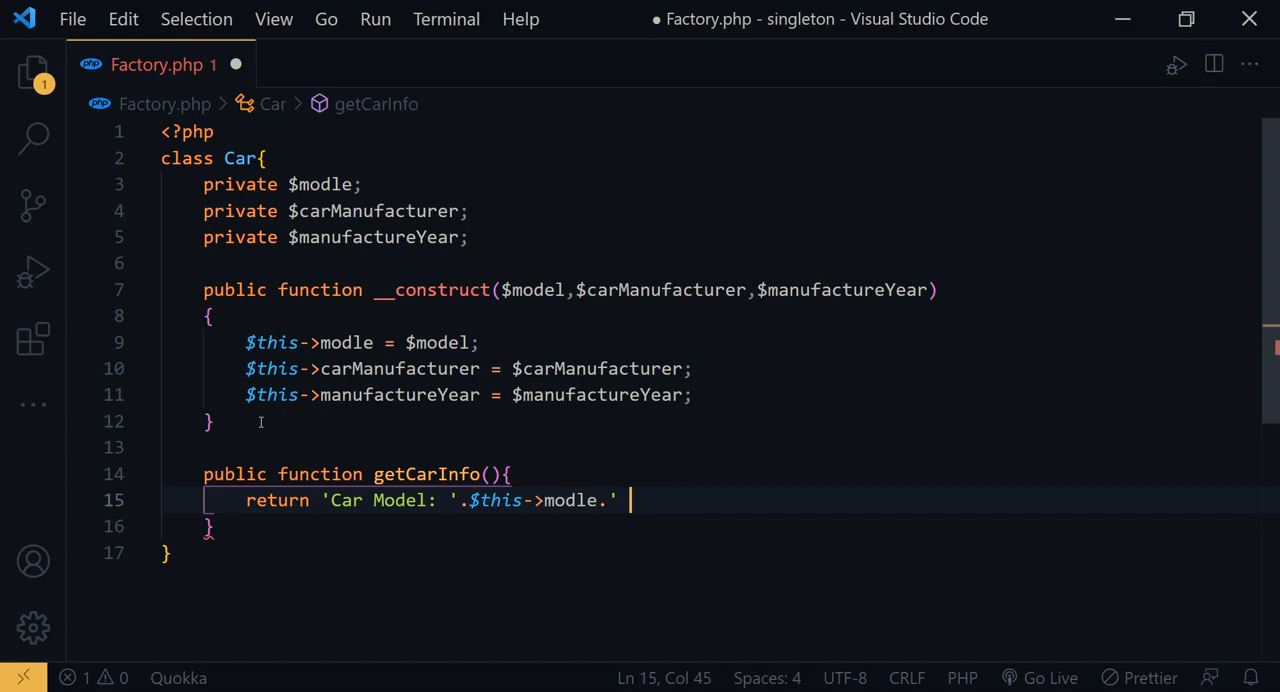 File Edit Selection View Go Run Terminal Help ● Factory.php - singleton - Visual Studio Code
php Factory.php 1 ●
1
php Factory.php > Car > getCarInfo
1 <?php
2 class Car{
3 private $modle;
4 private $carManufacturer;
5 private $manufactureYear;
6
7 public function __construct($model,$carManufacturer,$manufactureYear)
8 {
9 $this->modle = $model;
10 $this->carManufacturer = $carManufacturer;
11 $this->manufactureYear = $manufactureYear;
12 }
13
14 public function getCarInfo(){
15 return 'Car Model: '.$this->modle.'
16 }
17 }
1 0 Quokka Ln 15, Col 45 Spaces: 4 UTF-8 CRLF PHP Go Live Prettier